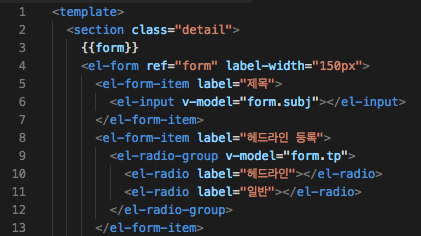 1 <template>
2 <section class="detail">
3 {{form}}
4 <el-form ref="form" label-width="150px">
5 <el-form-item label="제목">
6 <el-input v-model="form.subj"></el-input>
7 </el-form-item>
8 <el-form-item label="헤드라인 등록">
9 <el-radio-group v-model="form.tp">
10 <el-radio label="헤드라인"></el-radio>
11 <el-radio label="일반"></el-radio>
12 </el-radio-group>
13 </el-form-item>